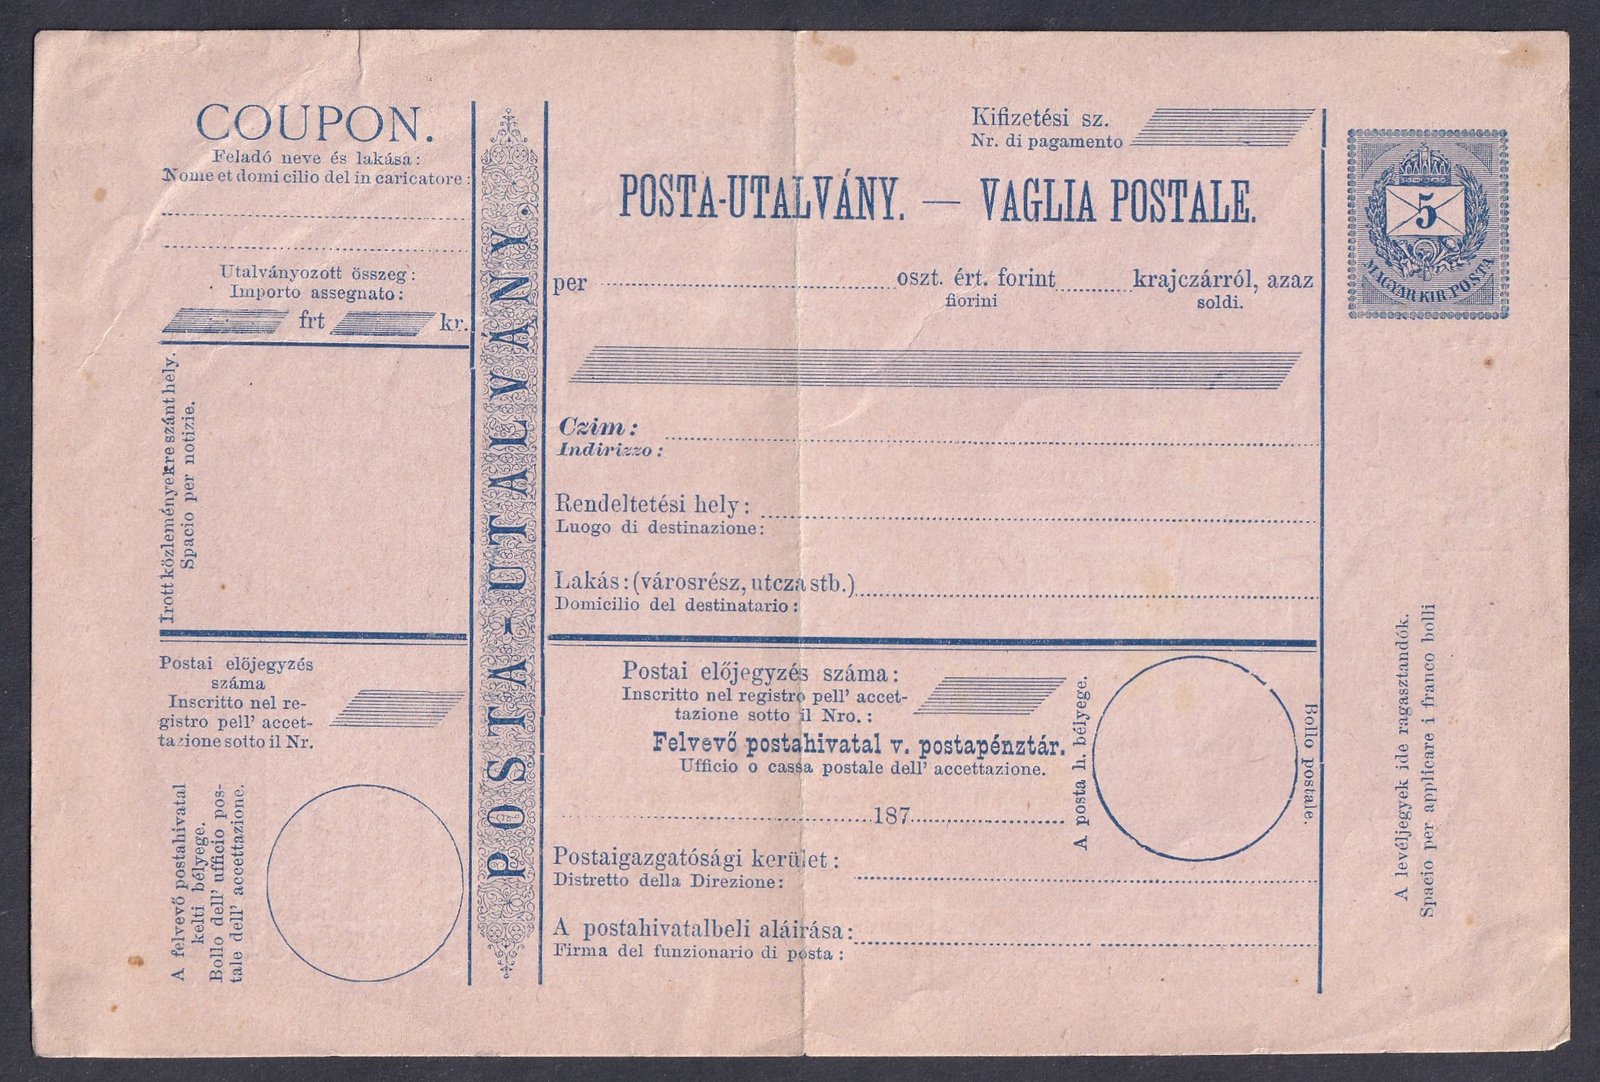 COUPON.
Feladó neve és lakása:
Nome et domicilio del in caricatore:
Utalványozott összeg:
Importo assegnato:
frt kr.
Irott közleményekre szánt hely.
Spacio per notizie.
Postai előjegyzés
száma
Inscritto nel re-
gistro pell' accet-
tazione sotto il Nr.
A felvevő postahivatal
kelti bélyege.
Bollo dell' ufficio pos-
tale dell' accettazione.
POSTA-UTALVÁNY.
Kifizetési sz.
Nr. di pagamento
POSTA-UTALVÁNY. — VAGLIA POSTALE.
per oszt. ért. forint krajczárról, azaz
fiorini soldi.
Czim:
Indirizzo:
Rendeltetési hely:
Luogo di destinazione:
Lakás: (városrész, utcza stb.)
Domicilio del destinatario:
Postai előjegyzés száma:
Inscritto nel registro pell' accet-
tazione sotto il Nro.:
Felvevő postahivatal v. postapénztár.
Ufficio o cassa postale dell' accettazione.
187
A posta h. bélyege.
Bollo postale.
Postaigazgatósági kerület:
Distretto della Direzione:
A postahivatalbeli aláirása:
Firma del funzionario di posta:
5
MAGYAR KIR. POSTA
A levéljegyek ide ragasztandók.
Spacio per applicare i franco bolli